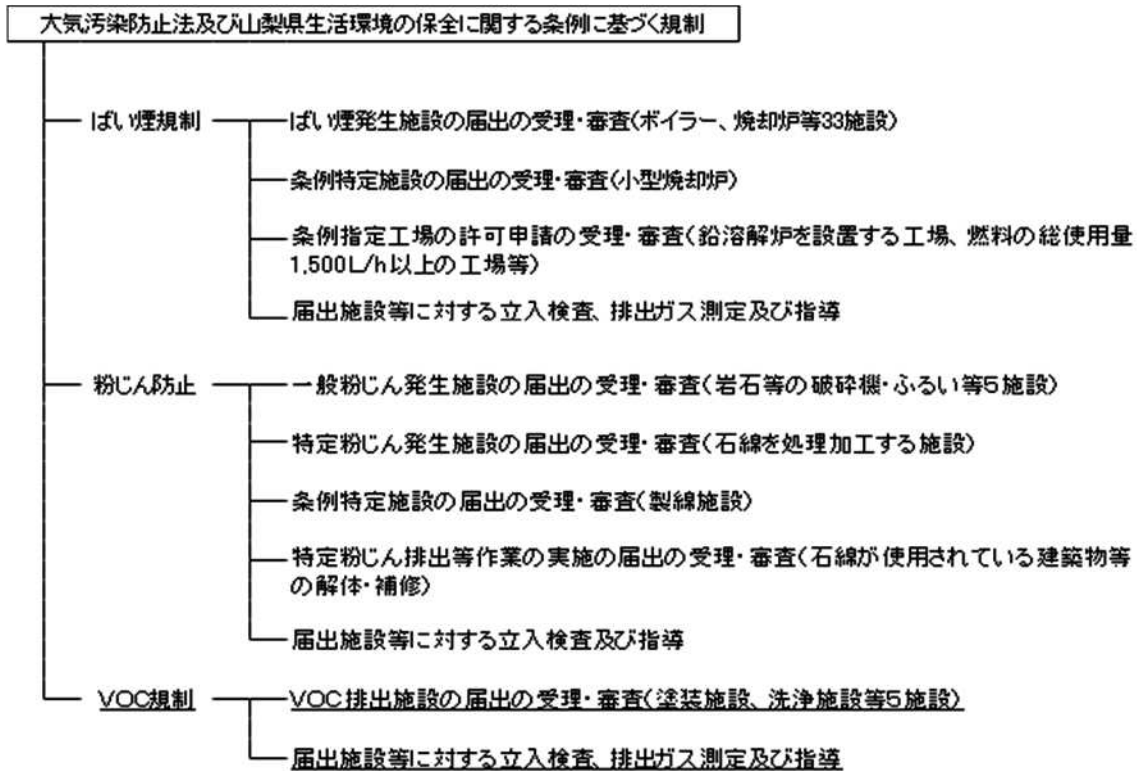 大気汚染防止法及び山梨県生活環境の保全に関する条例に基づく規制
ばい煙規制
ばい煙発生施設の届出の受理・審査(ボイラー、焼却炉等33施設)
条例特定施設の届出の受理・審査(小型焼却炉)
条例指定工場の許可申請の受理・審査(鉛溶解炉を設置する工場、燃料の総使用量
1,500L/h以上の工場等)
届出施設等に対する立入検査、排出ガス測定及び指導
粉じん防止
一般粉じん発生施設の届出の受理・審査(岩石等の破砕機・ふるい等5施設)
特定粉じん発生施設の届出の受理・審査(石綿を処理加工する施設)
条例特定施設の届出の受理・審査(製綿施設)
特定粉じん排出等作業の実施の届出の受理・審査(石綿が使用されている建築物等
の解体・補修)
届出施設等に対する立入検査及び指導
VOC規制
VOC排出施設の届出の受理・審査(塗装施設、洗浄施設等5施設)
届出施設等に対する立入検査、排出ガス測定及び指導